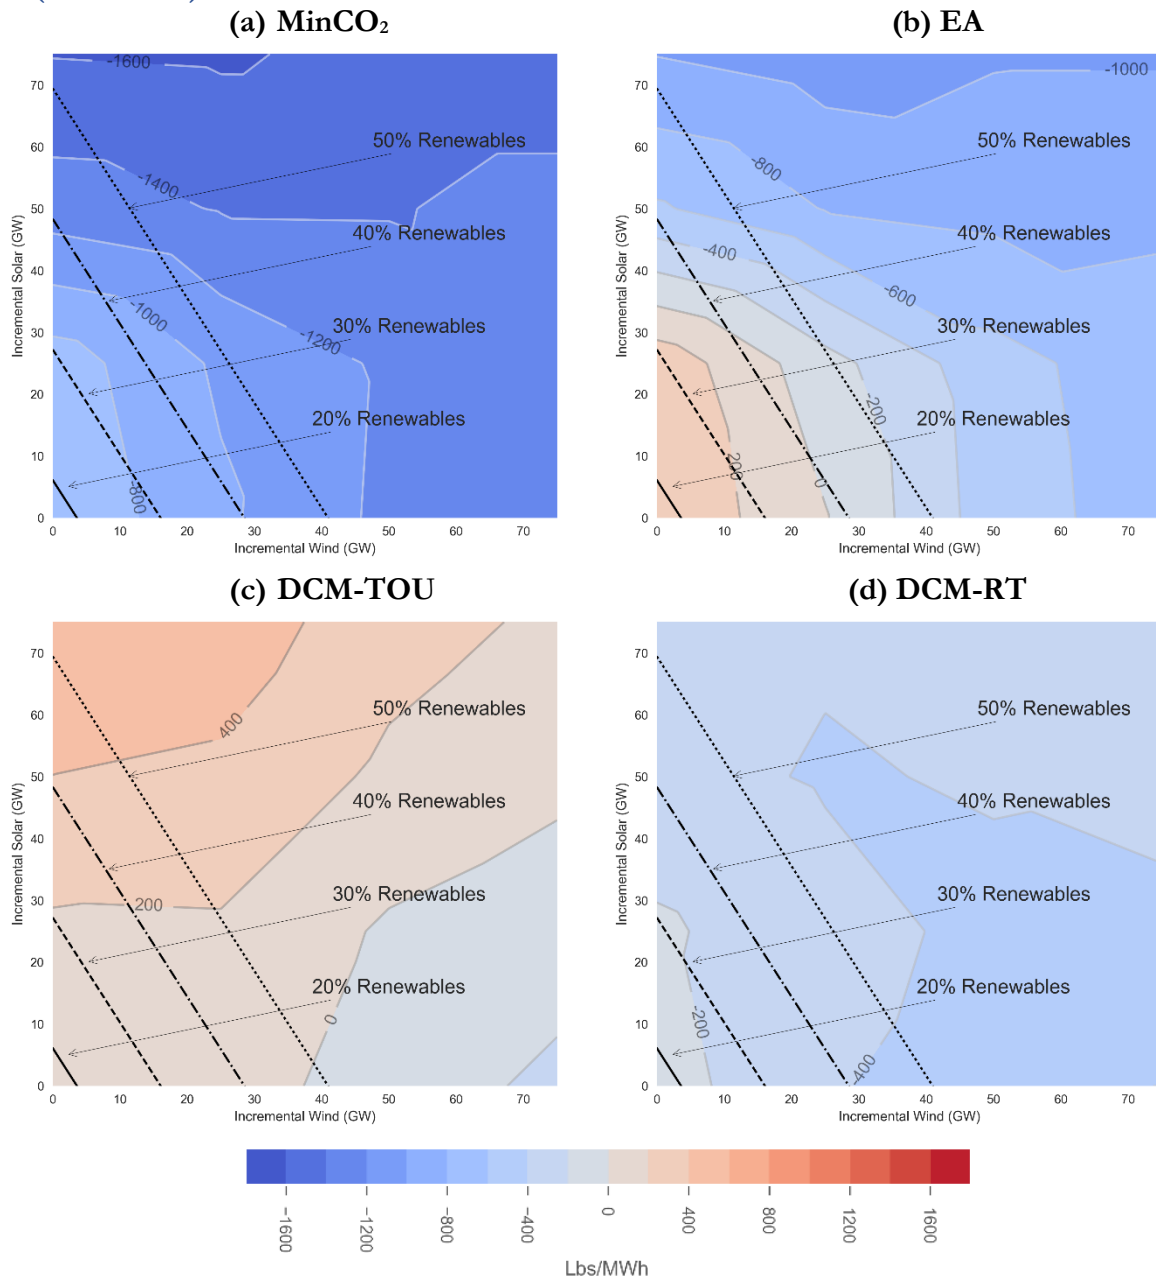 (a) MinCO₂
(b) EA
-1600
-1400
-1000
-1200
-800
50% Renewables
40% Renewables
30% Renewables
20% Renewables
70
60
50
40
30
20
10
0
Incremental Solar (GW)
0 10 20 30 40 50 60 70
Incremental Wind (GW)
-1000
-800
-400
-600
-200
200
0
50% Renewables
40% Renewables
30% Renewables
20% Renewables
70
60
50
40
30
20
10
0
Incremental Solar (GW)
0 10 20 30 40 50 60 70
Incremental Wind (GW)
(c) DCM-TOU
(d) DCM-RT
400
200
0
50% Renewables
40% Renewables
30% Renewables
20% Renewables
70
60
50
40
30
20
10
0
Incremental Solar (GW)
0 10 20 30 40 50 60 70
Incremental Wind (GW)
-200
-400
50% Renewables
40% Renewables
30% Renewables
20% Renewables
70
60
50
40
30
20
10
0
Incremental Solar (GW)
0 10 20 30 40 50 60 70
Incremental Wind (GW)
-1600 -1200 -800 -400 0 400 800 1200 1600
Lbs/MWh